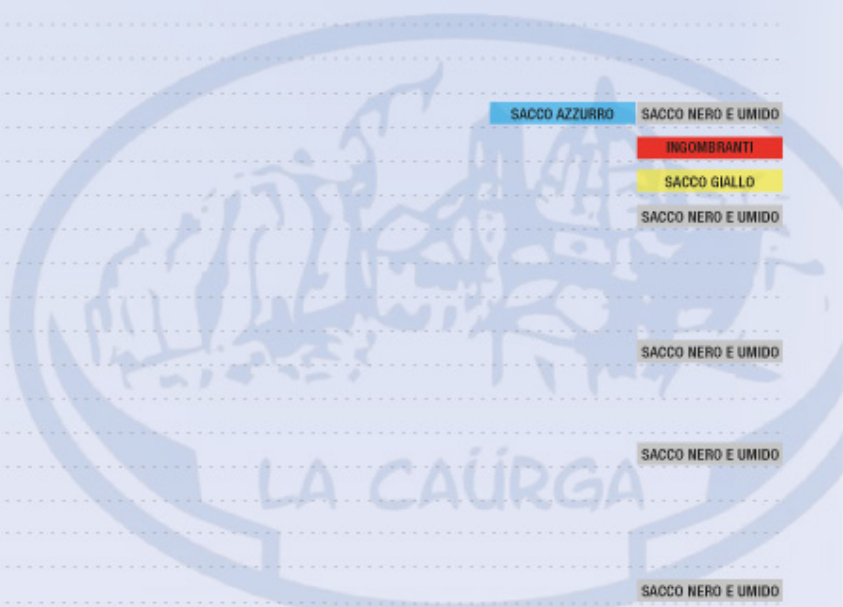 SACCO AZZURRO SACCO NERO E UMIDO
INGOMBRANTI
SACCO GIALLO
SACCO NERO E UMIDO
SACCO NERO E UMIDO
SACCO NERO E UMIDO
LA CAÜRGA
SACCO NERO E UMIDO